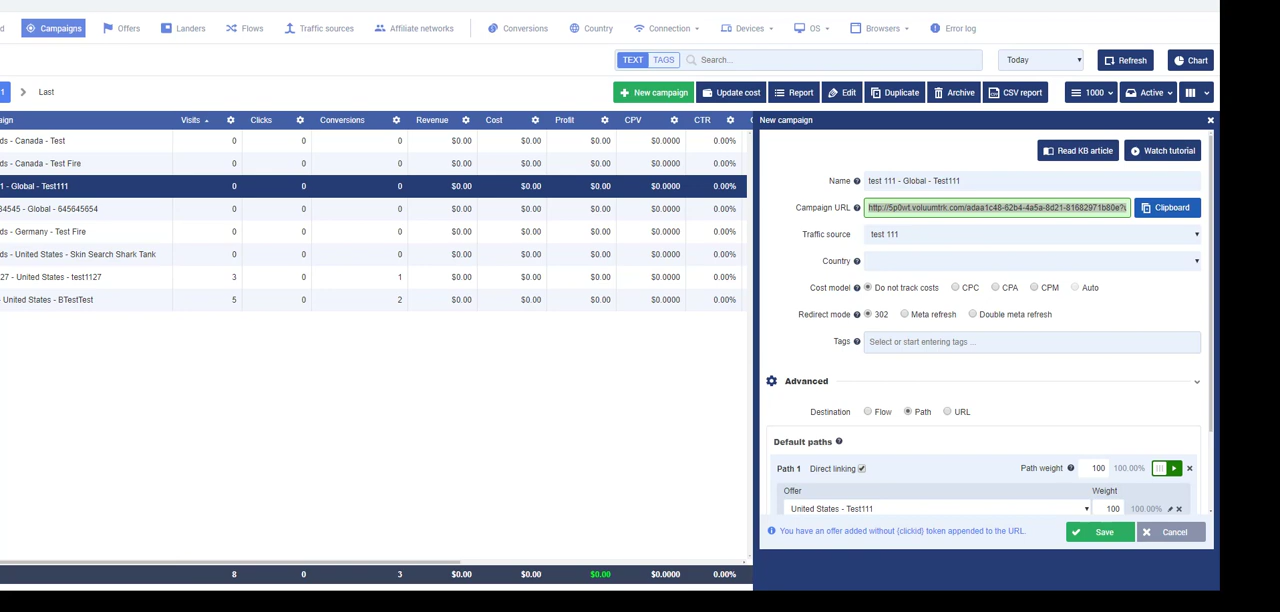 d Campaigns Offers Landers Flows Traffic sources Affiliate networks Conversions Country Connection Devices OS Browsers Error log
TEXT TAGS Search... Today Refresh Chart
1 Last New campaign Update cost Report Edit Duplicate Archive CSV report 1000 Active
aign Visits Clicks Conversions Revenue Cost Profit CPV CTR
ds - Canada - Test 0 0 0 $0.00 $0.00 $0.00 $0.0000 0.00%
ds - Canada - Test Fire 0 0 0 $0.00 $0.00 $0.00 $0.0000 0.00%
1 - Global - Test111 0 0 0 $0.00 $0.00 $0.00 $0.0000 0.00%
34545 - Global - 645645654 0 0 0 $0.00 $0.00 $0.00 $0.0000 0.00%
ds - Germany - Test Fire 0 0 0 $0.00 $0.00 $0.00 $0.0000 0.00%
ds - United States - Skin Search Shark Tank 0 0 0 $0.00 $0.00 $0.00 $0.0000 0.00%
27 - United States - test1127 3 0 1 $0.00 $0.00 $0.00 $0.0000 0.00%
- United States - BTestTest 5 0 2 $0.00 $0.00 $0.00 $0.0000 0.00%
8 0 3 $0.00 $0.00 $0.00 $0.0000 0.00%
New campaign
Read KB article Watch tutorial
Name test 111 - Global - Test111
Campaign URL http://5p0wt.voluumtrk.com/adaa1c48-62b4-4a5a-8d21-81682971b80e? Clipboard
Traffic source test 111
Country
Cost model Do not track costs CPC CPA CPM Auto
Redirect mode 302 Meta refresh Double meta refresh
Tags Select or start entering tags ...
Advanced
Destination Flow Path URL
Default paths
Path 1 Direct linking Path weight 100 100.00%
Offer Weight
United States - Test111 100 100.00%
You have an offer added without {clickid} token appended to the URL. Save Cancel